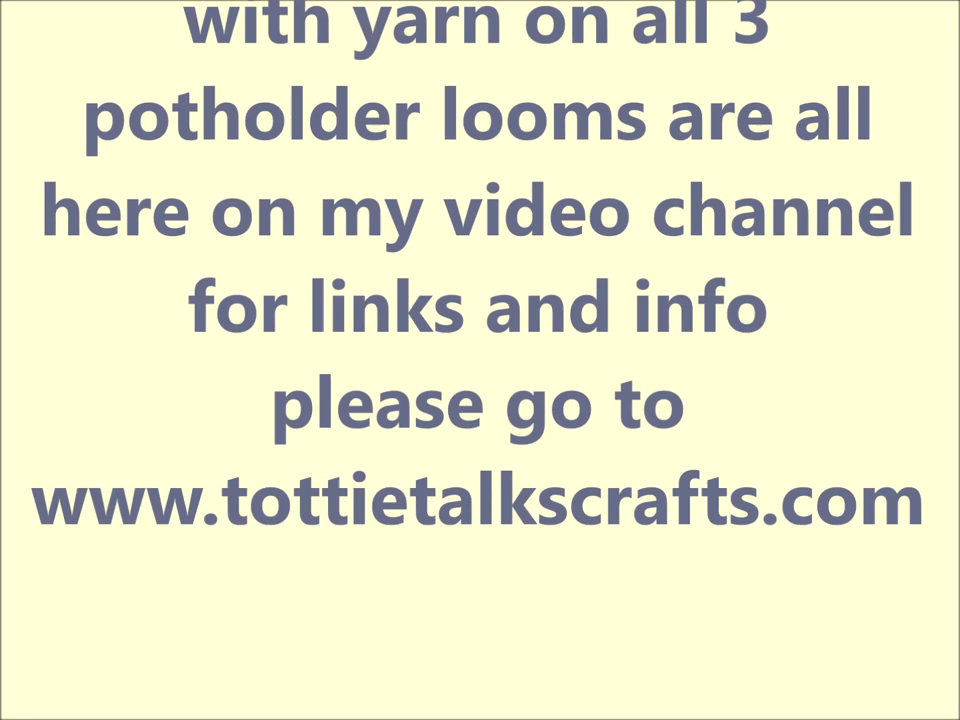 with yarn on all 3
potholder looms are all
here on my video channel
for links and info
please go to
www.tottietalkscrafts.com